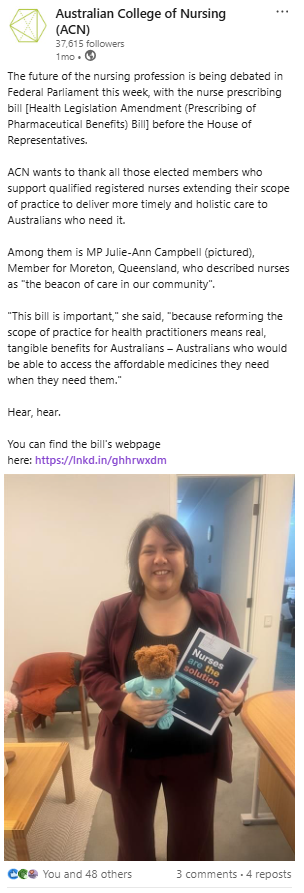 Australian College of Nursing
(ACN)
37,615 followers
1mo •
The future of the nursing profession is being debated in
Federal Parliament this week, with the nurse prescribing
bill [Health Legislation Amendment (Prescribing of
Pharmaceutical Benefits) Bill] before the House of
Representatives.
ACN wants to thank all those elected members who
support qualified registered nurses extending their scope
of practice to deliver more timely and holistic care to
Australians who need it.
Among them is MP Julie-Ann Campbell (pictured),
Member for Moreton, Queensland, who described nurses
as "the beacon of care in our community".
"This bill is important," she said, "because reforming the
scope of practice for health practitioners means real,
tangible benefits for Australians – Australians who would
be able to access the affordable medicines they need
when they need them."
Hear, hear.
You can find the bill's webpage
here: https://lnkd.in/ghhrwxdm
Nurses
are the
solution
You and 48 others
3 comments • 4 reposts